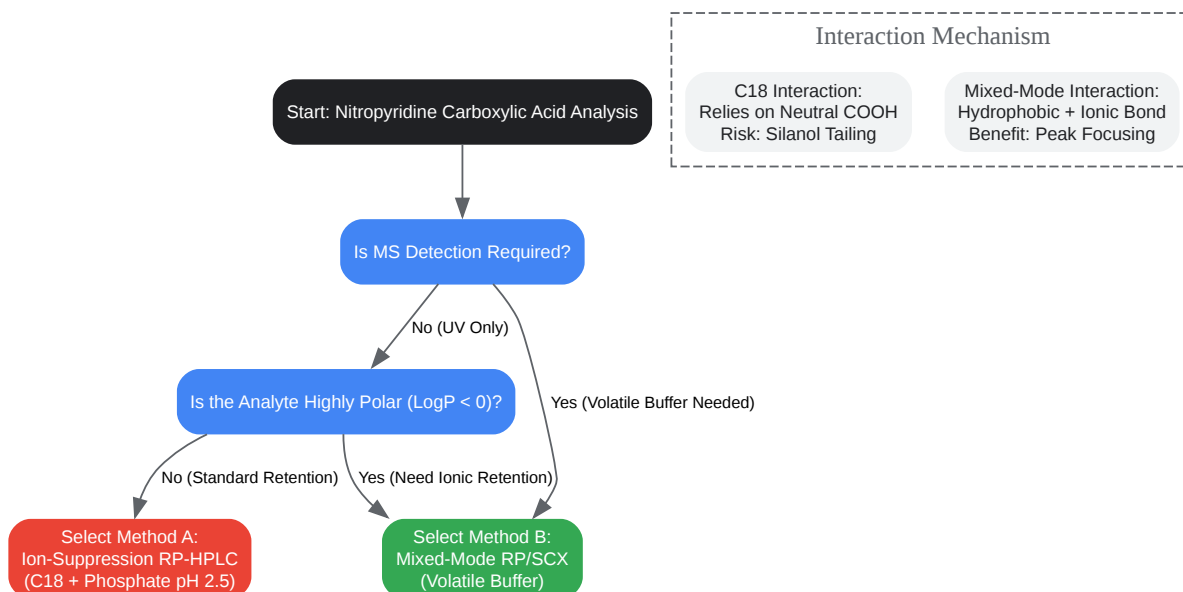 Interaction Mechanism
C18 Interaction:
Relies on Neutral COOH
Risk: Silanol Tailing
Mixed-Mode Interaction:
Hydrophobic + Ionic Bond
Benefit: Peak Focusing
Start: Nitropyridine Carboxylic Acid Analysis
Is MS Detection Required?
No (UV Only)
Is the Analyte Highly Polar (LogP < 0)?
Yes (Volatile Buffer Needed)
No (Standard Retention)
Yes (Need Ionic Retention)
Select Method A:
Ion-Suppression RP-HPLC
(C18 + Phosphate pH 2.5)
Select Method B:
Mixed-Mode RP/SCX
(Volatile Buffer)